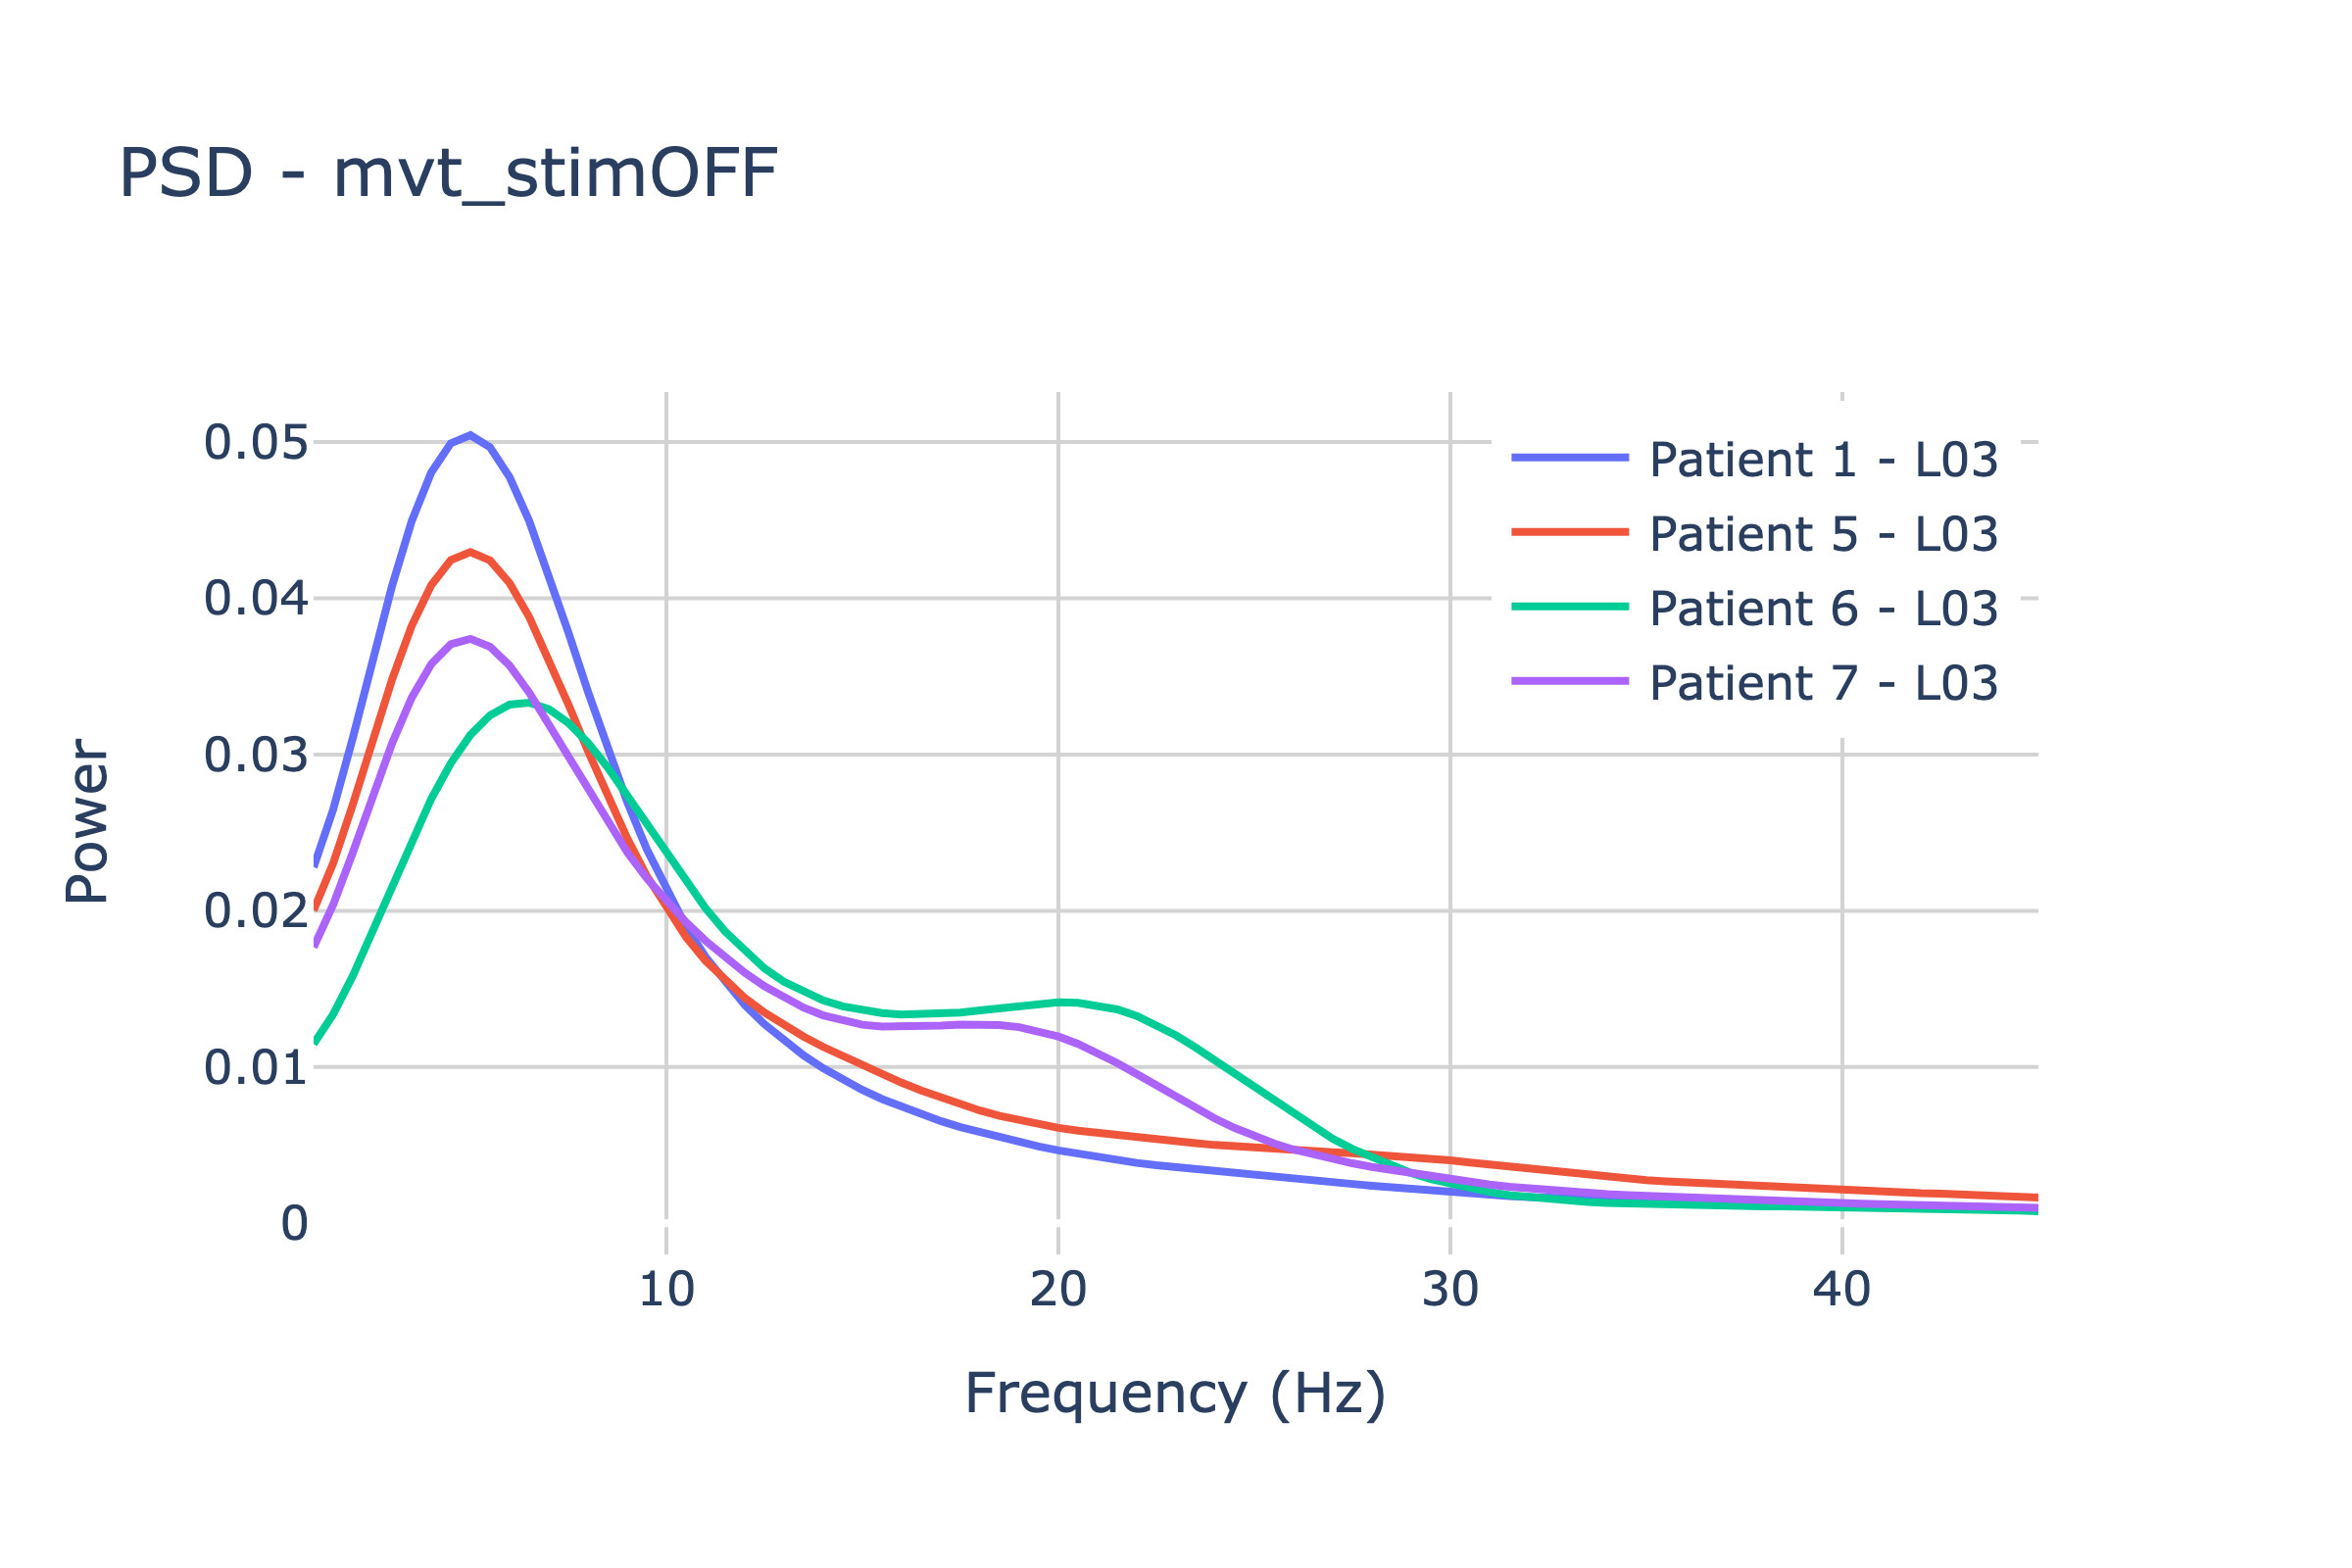 PSD - mvt_stimOFF
0.05
0.04
0.03
0.02
0.01
0
Power
10
20
30
40
Frequency (Hz)
Patient 1 - L03
Patient 5 - L03
Patient 6 - L03
Patient 7 - L03